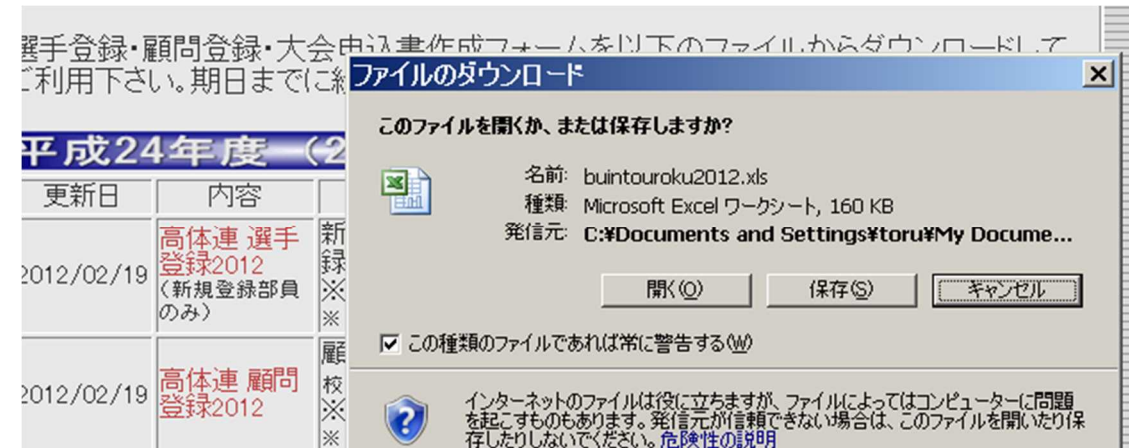 選手登録・顧問登録・大会申込書作成フォームを以下のファイルからダウンロードして
ご利用下さい。期日までに
ファイルのダウンロード
このファイルを開くか、または保存しますか?
名前: buintouroku2012.xls
種類: Microsoft Excel ワークシート, 160 KB
発信元: C:¥Documents and Settings¥toru¥My Docume...
開く(O) 保存(S) キャンセル
この種類のファイルであれば常に警告する(W)
インターネットのファイルは役に立ちますが、ファイルによってはコンピューターに問題
を起こすものもあります。発信元が信頼できない場合は、このファイルを開いたり保
存したりしないでください。危険性の説明
平成24年度 (2
更新日 内容
2012/02/19 高体連 選手
登録2012
(新規登録部員
のみ)
新
録
※
※
2012/02/19 高体連 顧問
登録2012
顧
校
※
※